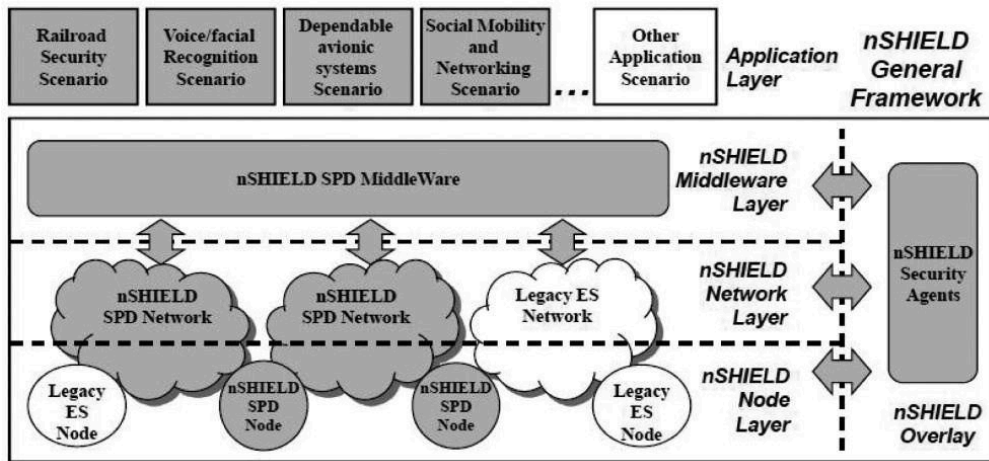 Railroad
Security
Scenario
Voice/facial
Recognition
Scenario
Dependable
avionic
systems
Scenario
Social Mobility
and
Networking
Scenario
...
Other
Application
Scenario
Application
Layer
nSHIELD
General
Framework
nSHIELD SPD MiddleWare
nSHIELD
Middleware
Layer
nSHIELD
SPD Network
nSHIELD
SPD Network
Legacy ES
Network
nSHIELD
Network
Layer
nSHIELD
Security
Agents
Legacy
ES
Node
nSHIELD
SPD
Node
nSHIELD
SPD
Node
Legacy
ES
Node
nSHIELD
Node
Layer
nSHIELD
Overlay